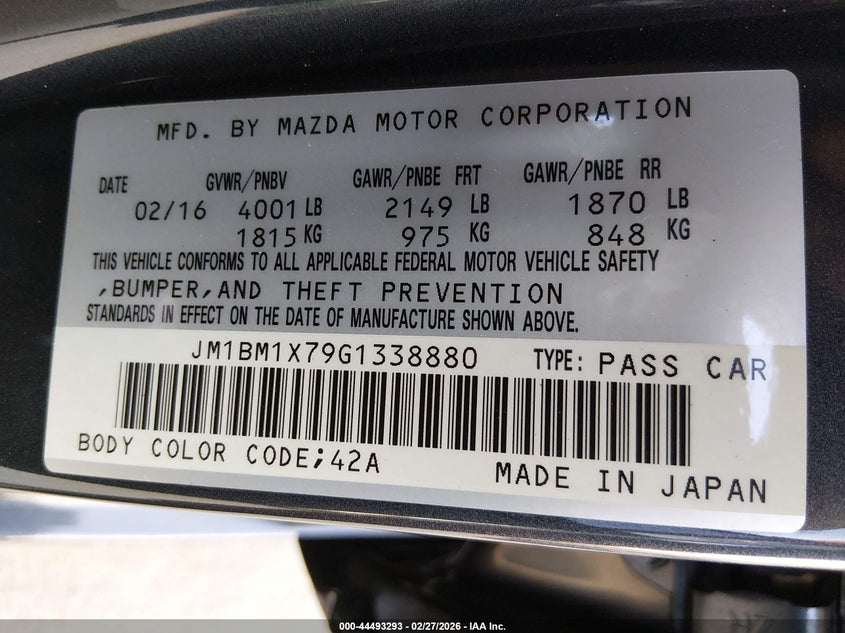 MFD. BY MAZDA MOTOR CORPORATION
DATE GVWR/PNBV GAWR/PNBE FRT GAWR/PNBE RR
02/16 4001 LB 2149 LB 1870 LB
1815 KG 975 KG 848 KG
THIS VEHICLE CONFORMS TO ALL APPLICABLE FEDERAL MOTOR VEHICLE SAFETY
,BUMPER,AND THEFT PREVENTION
STANDARDS IN EFFECT ON THE DATE OF MANUFACTURE SHOWN ABOVE.
JM1BM1X79G1338880 TYPE: PASS CAR
BODY COLOR CODE;42A MADE IN JAPAN
000-44493293 - 02/27/2026 - IAA Inc.